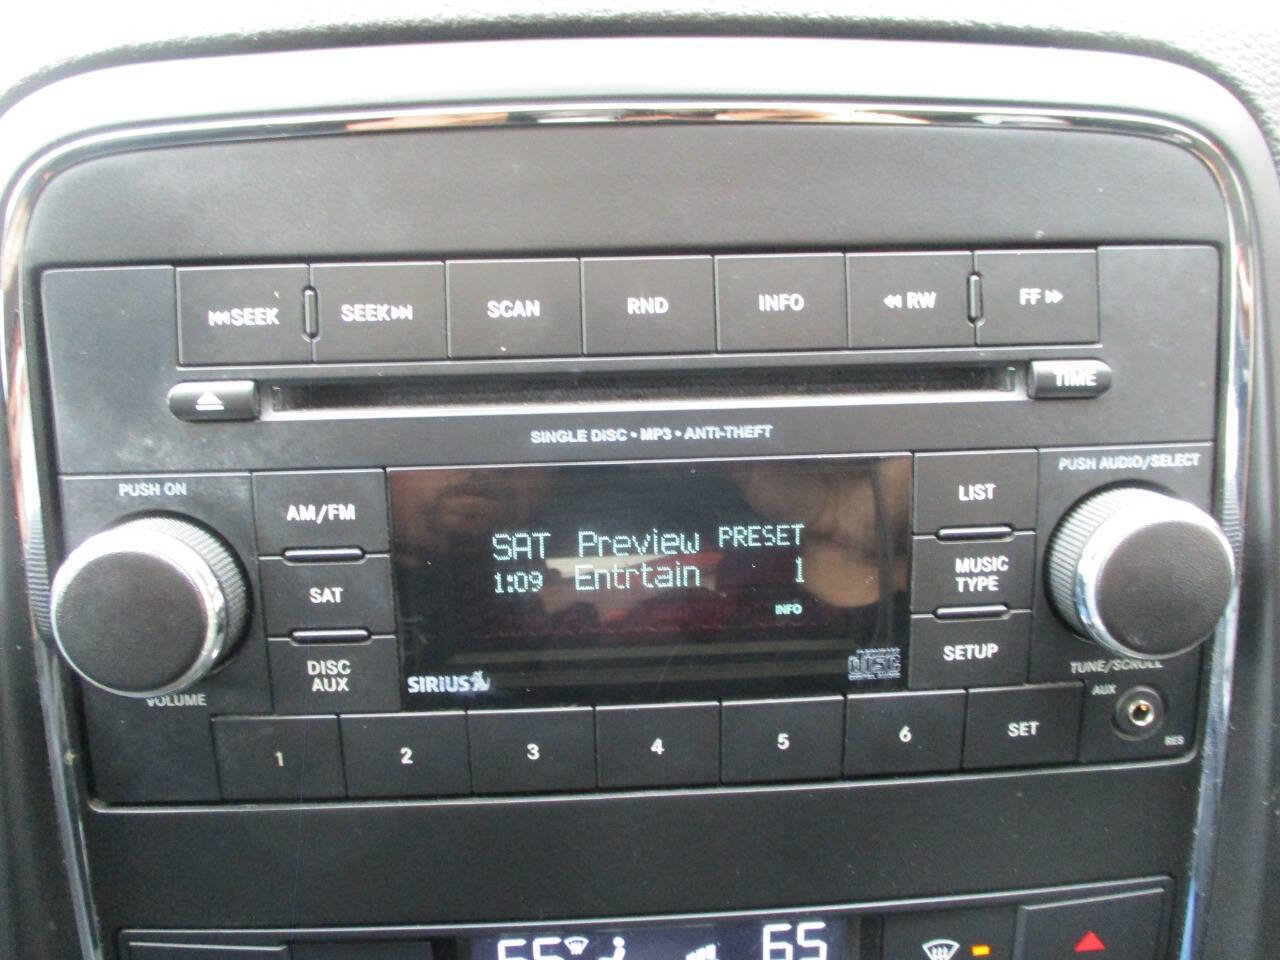 SEEK
SEEK
SCAN
RND
INFO
RW
FF
TIME
SINGLE DISC • MP3 • ANTI-THEFT
PUSH ON
PUSH AUDIO/SELECT
AM/FM
LIST
SAT Preview PRESET
1:09 Entrtain 1
INFO
SAT
MUSIC
TYPE
DISC
AUX
SETUP
SIRIUS
DISC
VOLUME
TUNE/SCROLL
AUX
RES
1
2
3
4
5
6
SET
65